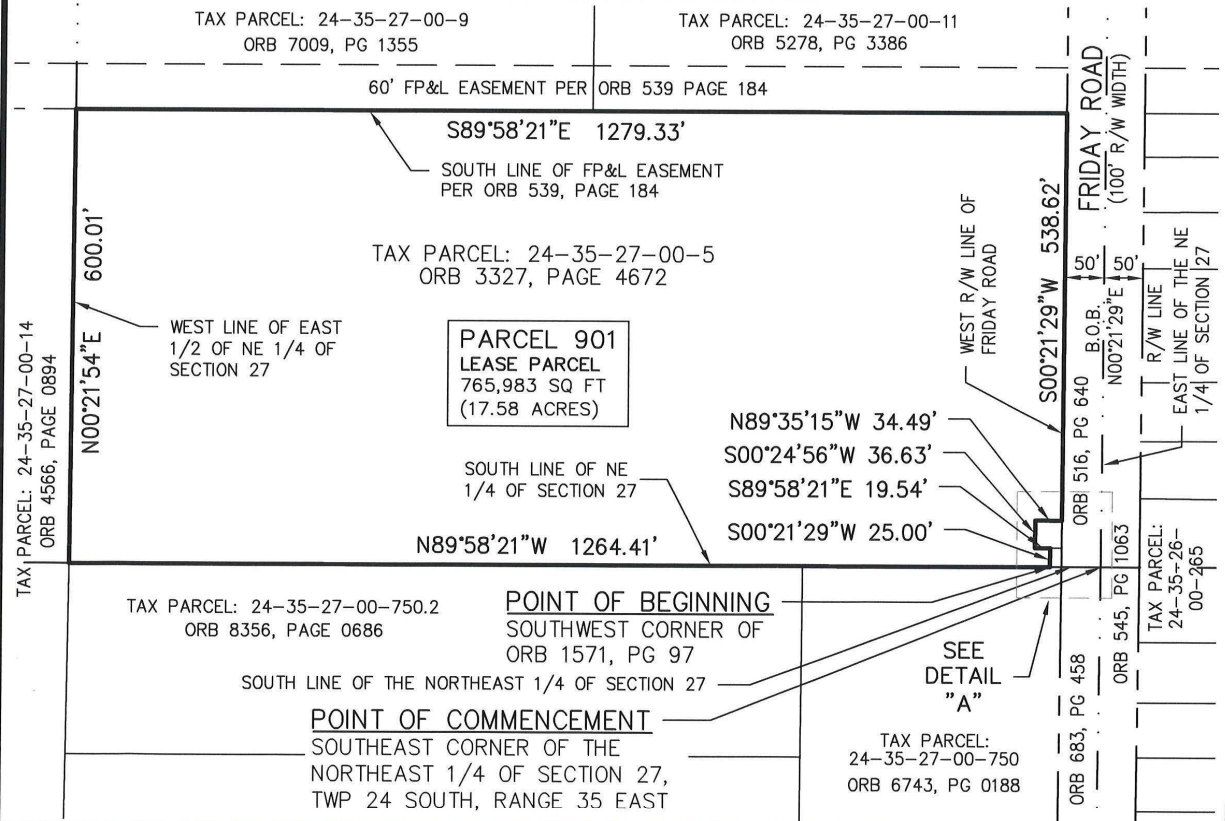 TAX PARCEL: 24-35-27-00-9
ORB 7009, PG 1355
TAX PARCEL: 24-35-27-00-11
ORB 5278, PG 3386
60' FP&L EASEMENT PER ORB 539 PAGE 184
S89°58'21"E 1279.33'
SOUTH LINE OF FP&L EASEMENT
PER ORB 539, PAGE 184
FRIDAY ROAD
(100' R/W WIDTH)
N00°21'54"E 600.01'
TAX PARCEL: 24-35-27-00-5
ORB 3327, PAGE 4672
WEST LINE OF EAST
1/2 OF NE 1/4 OF
SECTION 27
PARCEL 901
LEASE PARCEL
765,983 SQ FT
(17.58 ACRES)
WEST R/W LINE OF
FRIDAY ROAD
S00°21'29"W 538.62'
50'
50'
B.O.B.
N00°21'29"E
R/W LINE
EAST LINE OF THE NE
1/4 OF SECTION 27
TAX PARCEL: 24-35-27-00-14
ORB 4566, PAGE 0894
ORB 516, PG 640
N89°35'15"W 34.49'
S00°24'56"W 36.63'
S89°58'21"E 19.54'
S00°21'29"W 25.00'
SOUTH LINE OF NE
1/4 OF SECTION 27
N89°58'21"W 1264.41'
TAX PARCEL: 24-35-27-00-750.2
ORB 8356, PAGE 0686
POINT OF BEGINNING
SOUTHWEST CORNER OF
ORB 1571, PG 97
SOUTH LINE OF THE NORTHEAST 1/4 OF SECTION 27
POINT OF COMMENCEMENT
SOUTHEAST CORNER OF THE
NORTHEAST 1/4 OF SECTION 27,
TWP 24 SOUTH, RANGE 35 EAST
SEE
DETAIL
"A"
TAX PARCEL:
24-35-27-00-750
ORB 6743, PG 0188
ORB 683, PG 458
ORB 545, PG 1063
TAX PARCEL:
24-35-26-
00-265